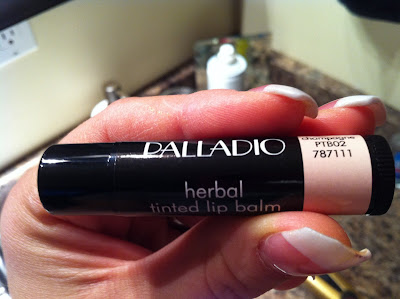 PALLADIO
herbal
tinted lip balm
champagne
PTB02
787111